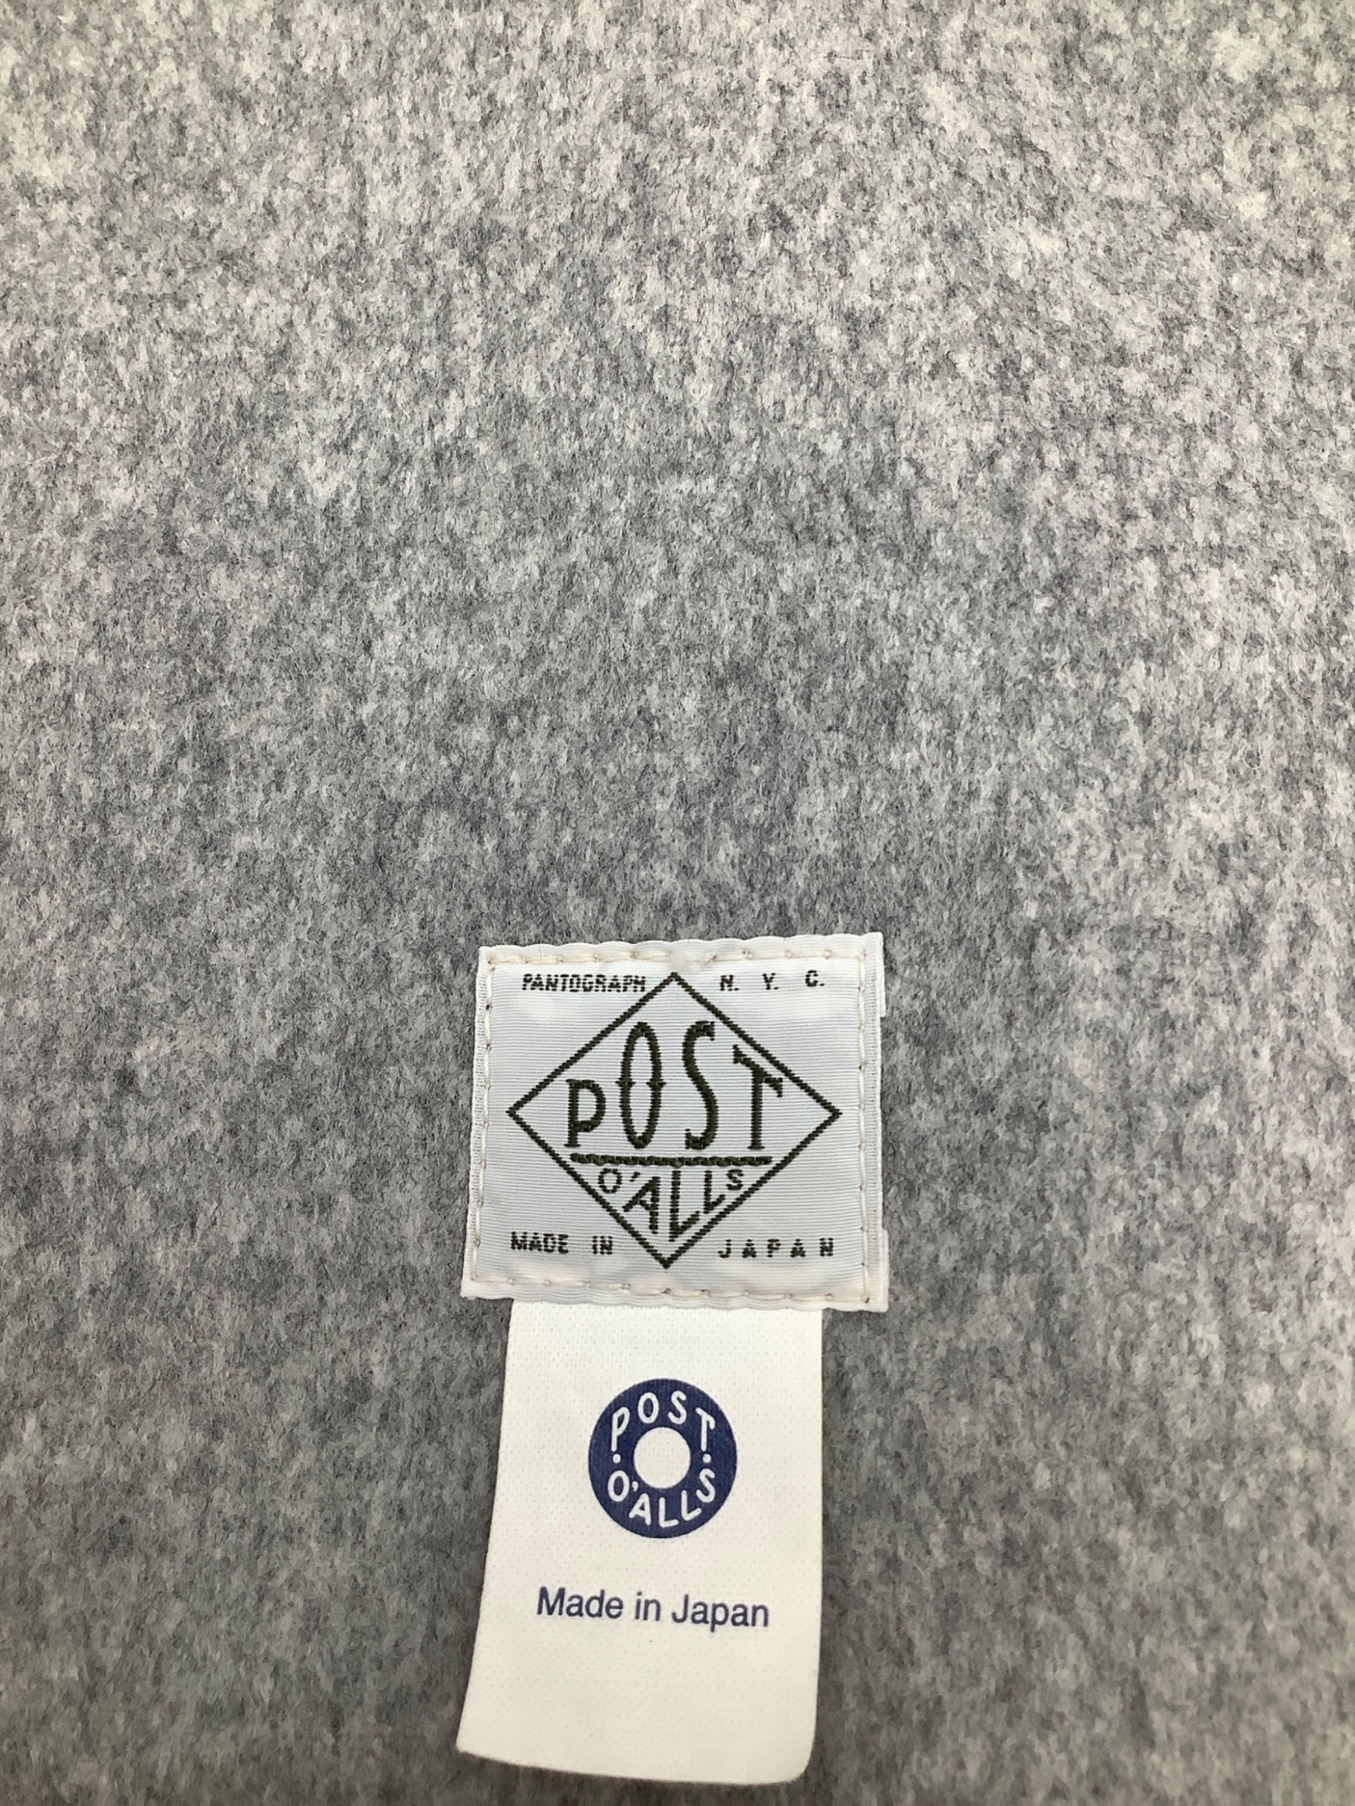 PANTOGRAPH N. Y. C.
POST
O'ALLS
MADE IN JAPAN
POST
O'ALLS
Made in Japan